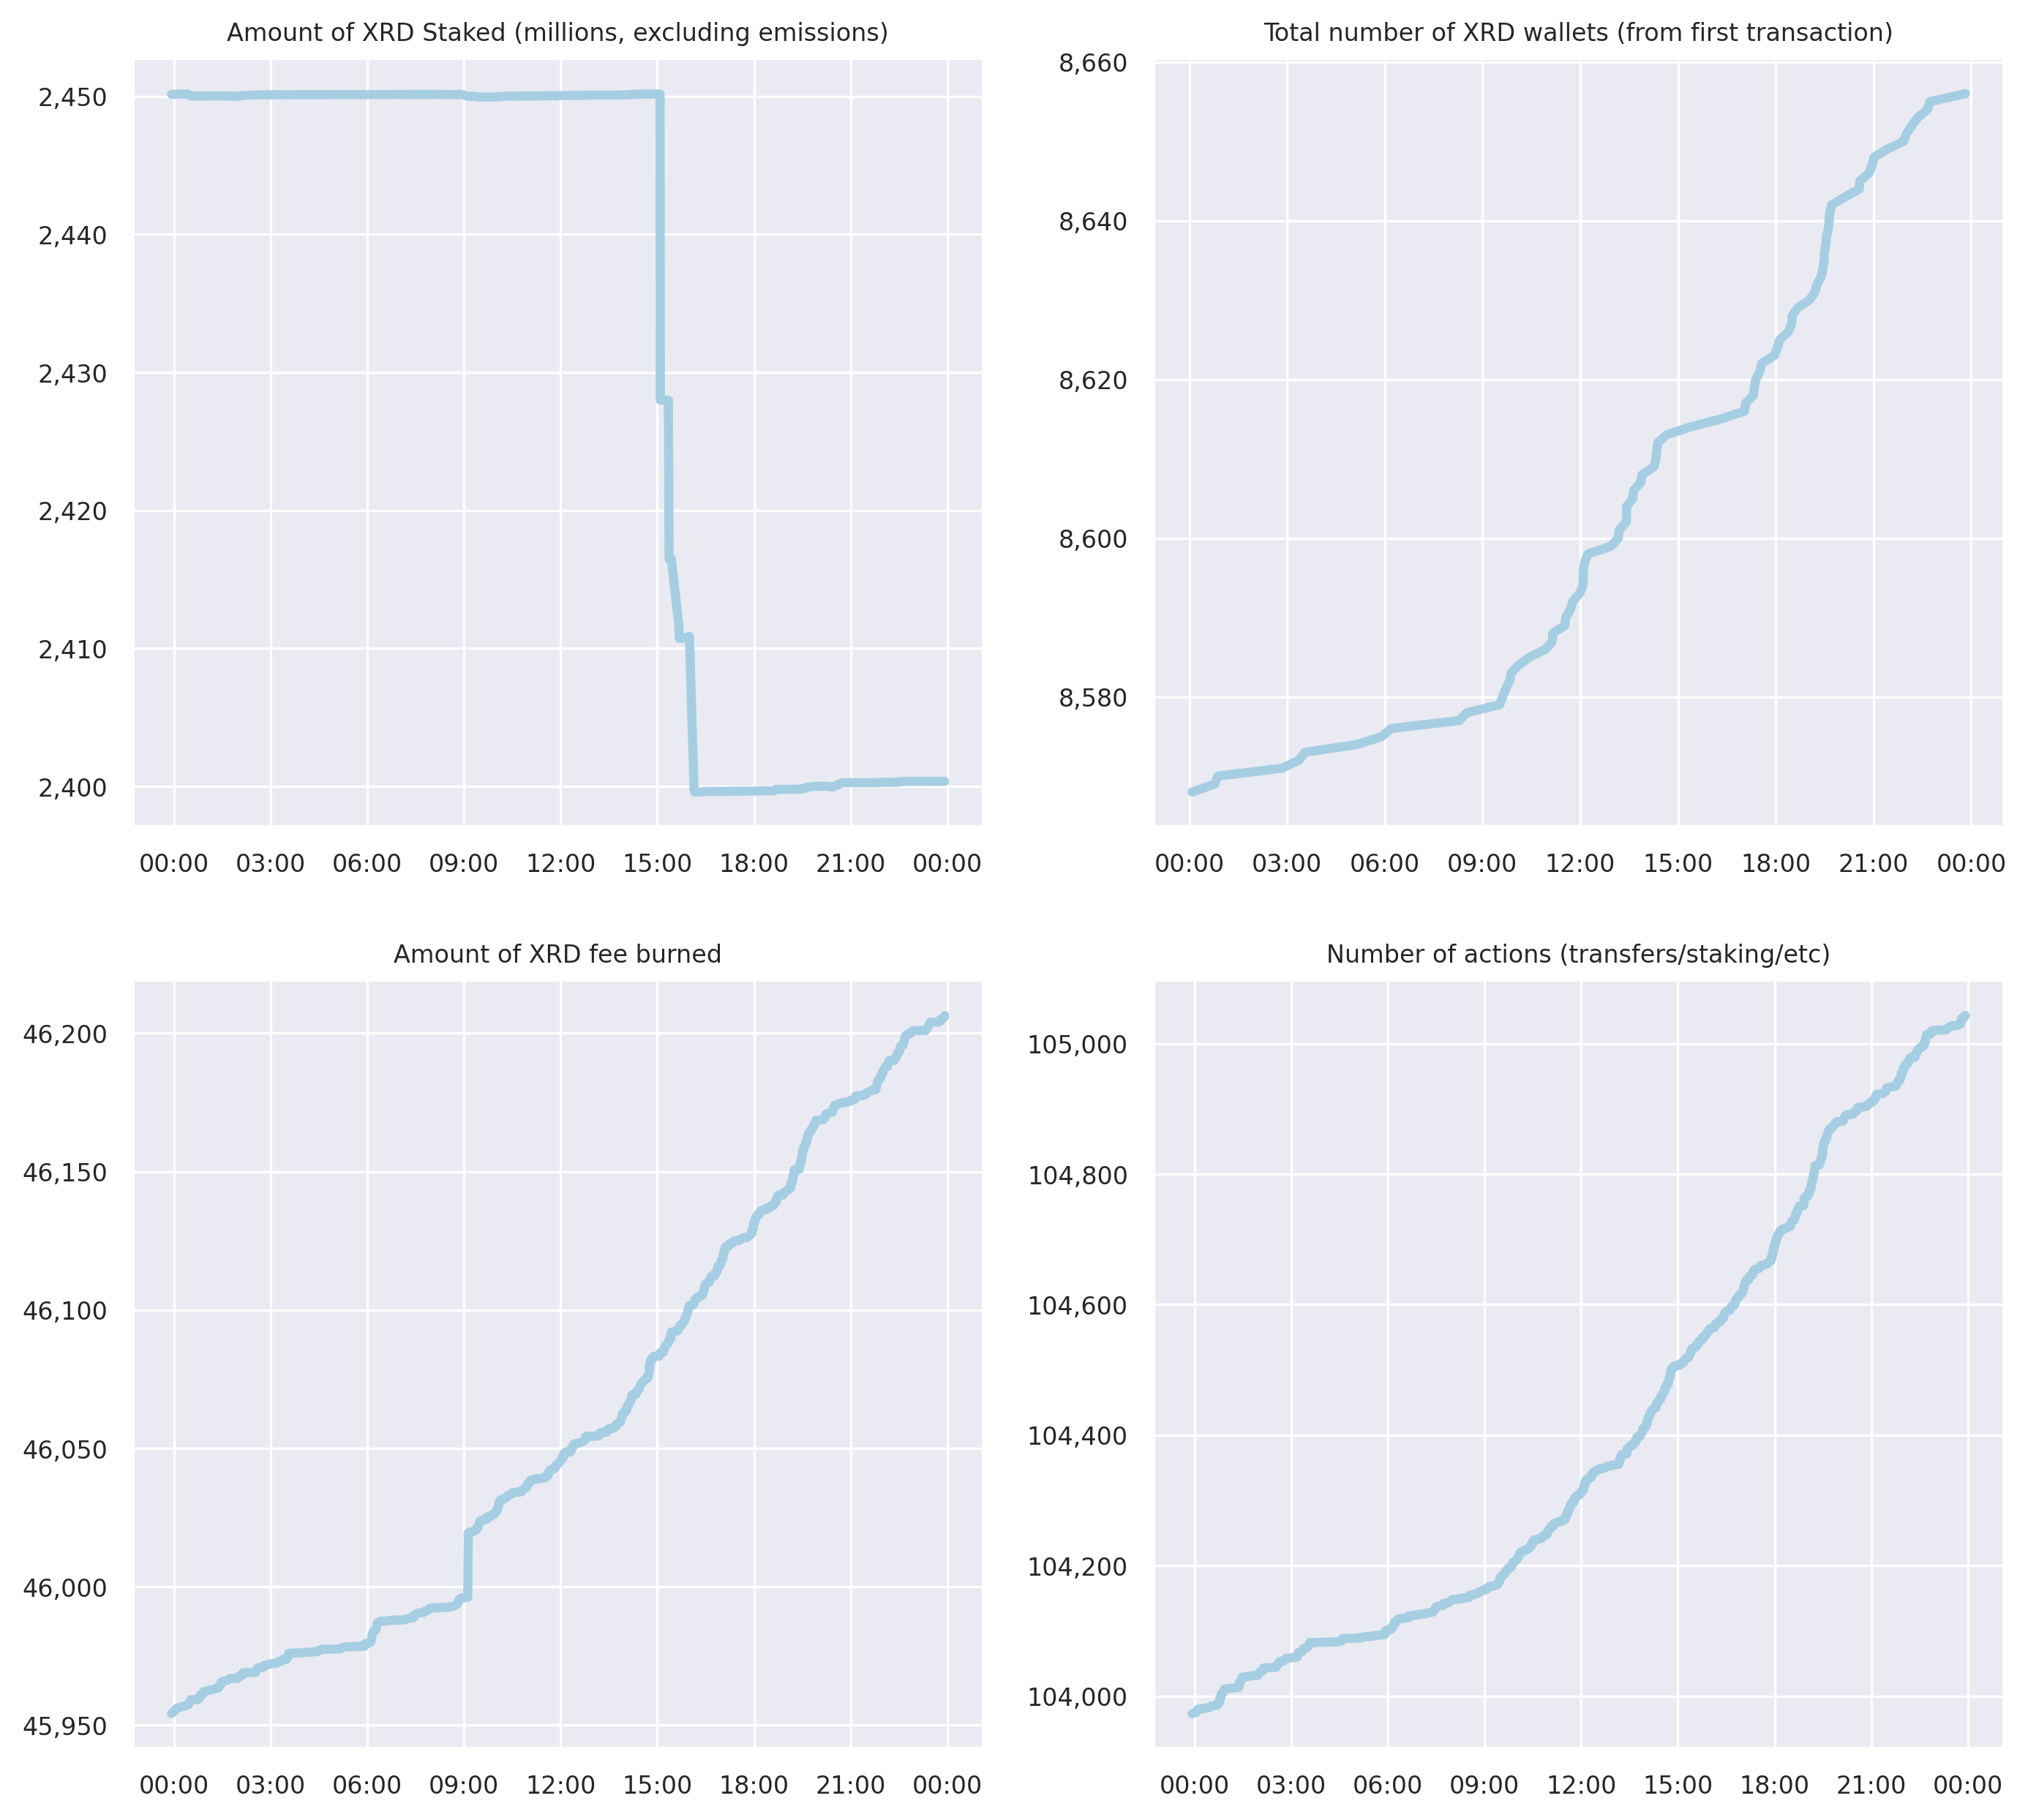 Amount of XRD Staked (millions, excluding emissions)
2,450
2,440
2,430
2,420
2,410
2,400
00:00 03:00 06:00 09:00 12:00 15:00 18:00 21:00 00:00
Total number of XRD wallets (from first transaction)
8,660
8,640
8,620
8,600
8,580
00:00 03:00 06:00 09:00 12:00 15:00 18:00 21:00 00:00
Amount of XRD fee burned
46,200
46,150
46,100
46,050
46,000
45,950
00:00 03:00 06:00 09:00 12:00 15:00 18:00 21:00 00:00
Number of actions (transfers/staking/etc)
105,000
104,800
104,600
104,400
104,200
104,000
00:00 03:00 06:00 09:00 12:00 15:00 18:00 21:00 00:00